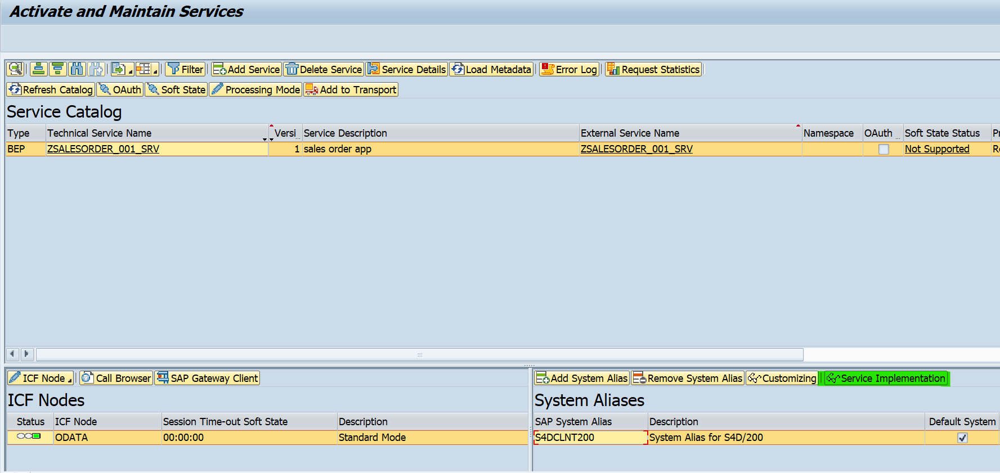 Activate and Maintain Services
Filter Add Service Delete Service Service Details Load Metadata Error Log Request Statistics
Refresh Catalog OAuth Soft State Processing Mode Add to Transport
Service Catalog
Type Technical Service Name Versi... Service Description External Service Name Namespace OAuth ... Soft State Status
BEP ZSALESORDER_001_SRV 1 sales order app ZSALESORDER_001_SRV Not Supported
ICF Node Call Browser SAP Gateway Client
ICF Nodes
Status ICF Node Session Time-out Soft State Description
ODATA 00:00:00 Standard Mode
Add System Alias Remove System Alias Customizing Service Implementation
System Aliases
SAP System Alias Description Default System
S4DCLNT200 System Alias for S4D/200